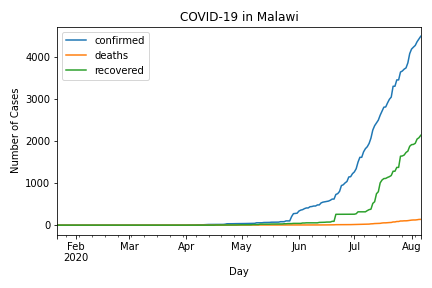 COVID-19 in Malawi
confirmed
deaths
recovered
Number of Cases
4000
3000
2000
1000
0
Feb Mar Apr May Jun Jul Aug
2020
Day